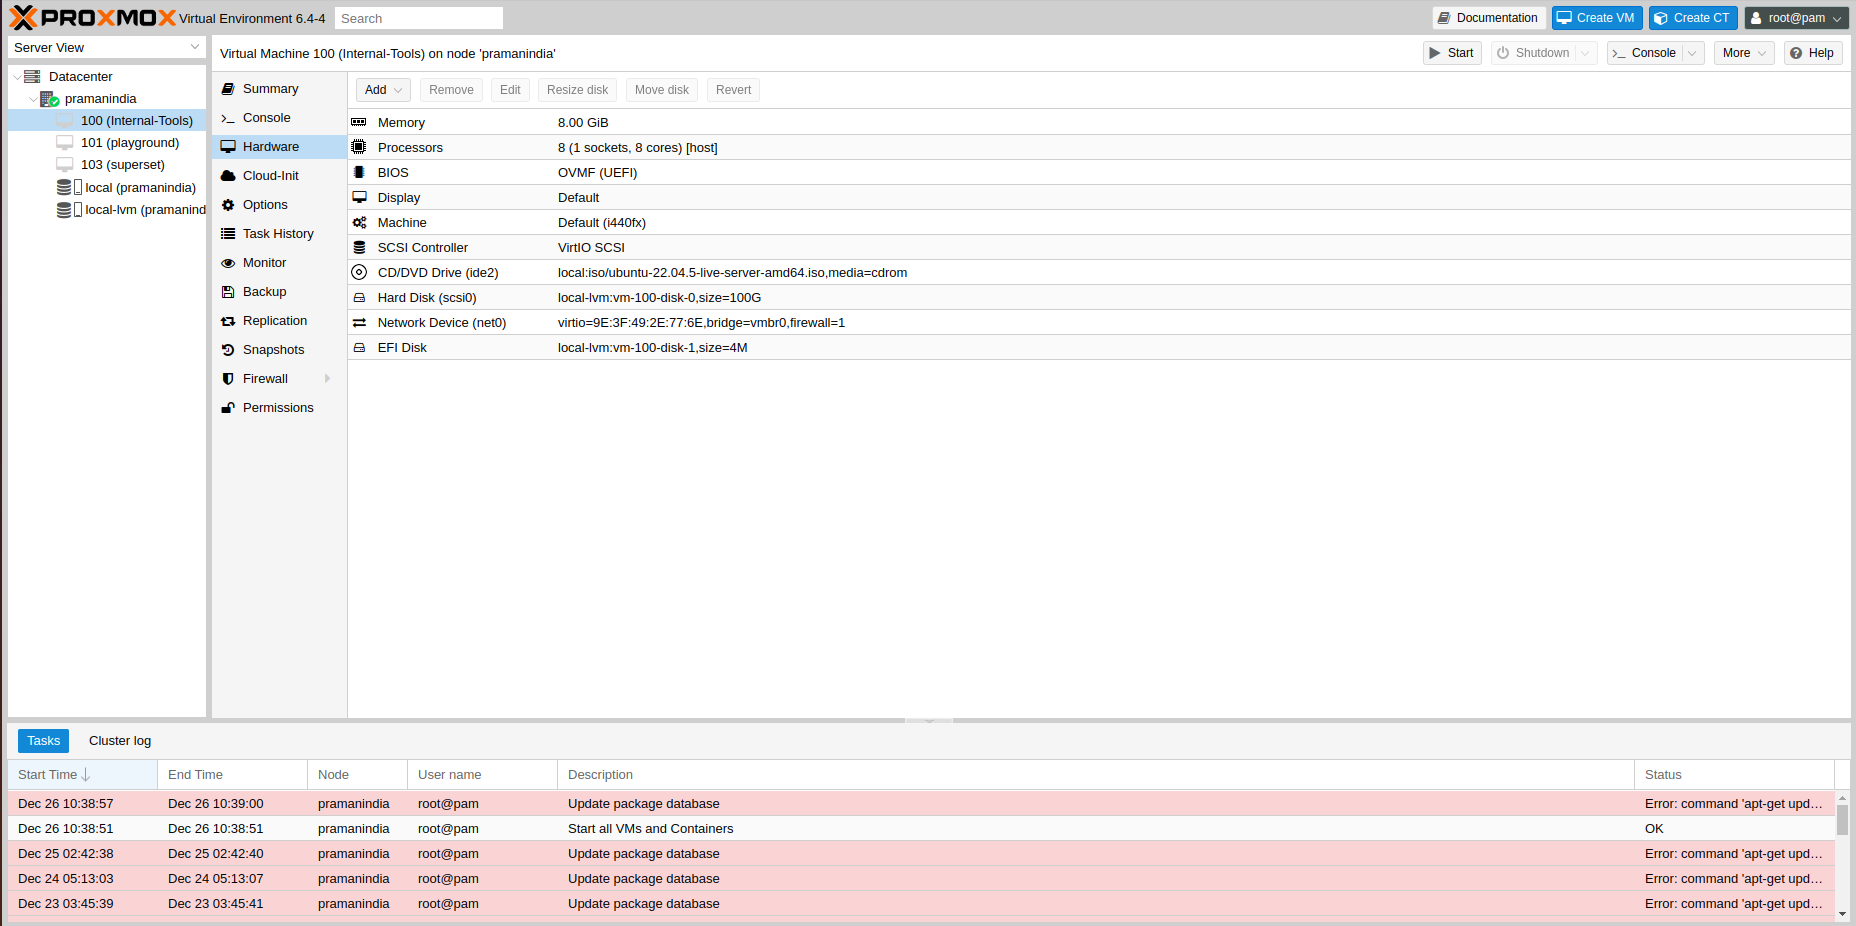 PROXMOX Virtual Environment 6.4-4 Search Documentation Create VM Create CT root@pam
Server View
Virtual Machine 100 (Internal-Tools) on node 'pramanindia' Start Shutdown Console More Help
Datacenter
pramanindia
100 (Internal-Tools)
101 (playground)
103 (superset)
local (pramanindia)
local-lvm (pramanind
Summary
Console
Hardware
Cloud-Init
Options
Task History
Monitor
Backup
Replication
Snapshots
Firewall
Permissions
Add Remove Edit Resize disk Move disk Revert
Memory 8.00 GiB
Processors 8 (1 sockets, 8 cores) [host]
BIOS OVMF (UEFI)
Display Default
Machine Default (i440fx)
SCSI Controller VirtIO SCSI
CD/DVD Drive (ide2) local:iso/ubuntu-22.04.5-live-server-amd64.iso,media=cdrom
Hard Disk (scsi0) local-lvm:vm-100-disk-0,size=100G
Network Device (net0) virtio=9E:3F:49:2E:77:6E,bridge=vmbr0,firewall=1
EFI Disk local-lvm:vm-100-disk-1,size=4M
Tasks Cluster log
Start Time End Time Node User name Description Status
Dec 26 10:38:57 Dec 26 10:39:00 pramanindia root@pam Update package database Error: command 'apt-get upd...
Dec 26 10:38:51 Dec 26 10:38:51 pramanindia root@pam Start all VMs and Containers OK
Dec 25 02:42:38 Dec 25 02:42:40 pramanindia root@pam Update package database Error: command 'apt-get upd...
Dec 24 05:13:03 Dec 24 05:13:07 pramanindia root@pam Update package database Error: command 'apt-get upd...
Dec 23 03:45:39 Dec 23 03:45:41 pramanindia root@pam Update package database Error: command 'apt-get upd...